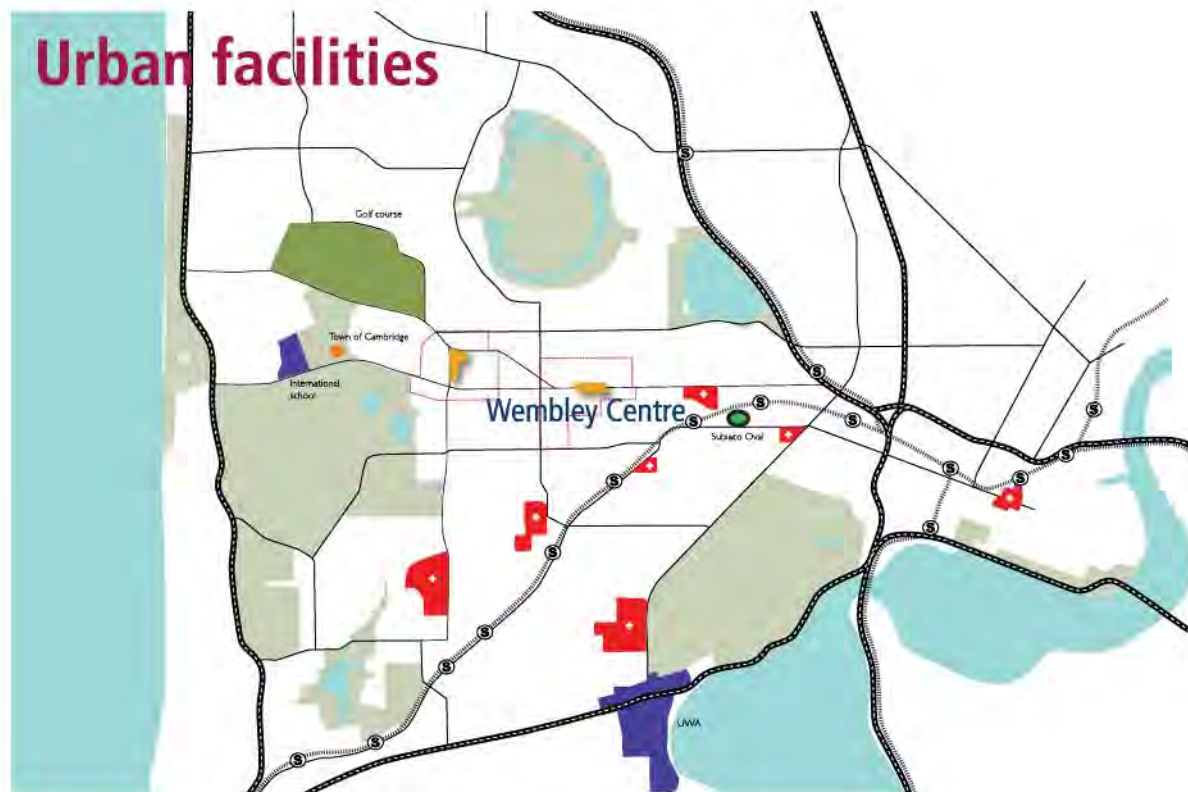 Urban facilities
S
Golf course
Town of Cambridge
International
school
S
Wembley Centre
S
S
S
S
Subiaco Oval
S
S
S
S
S
S
S
S
S
UWA
S
S